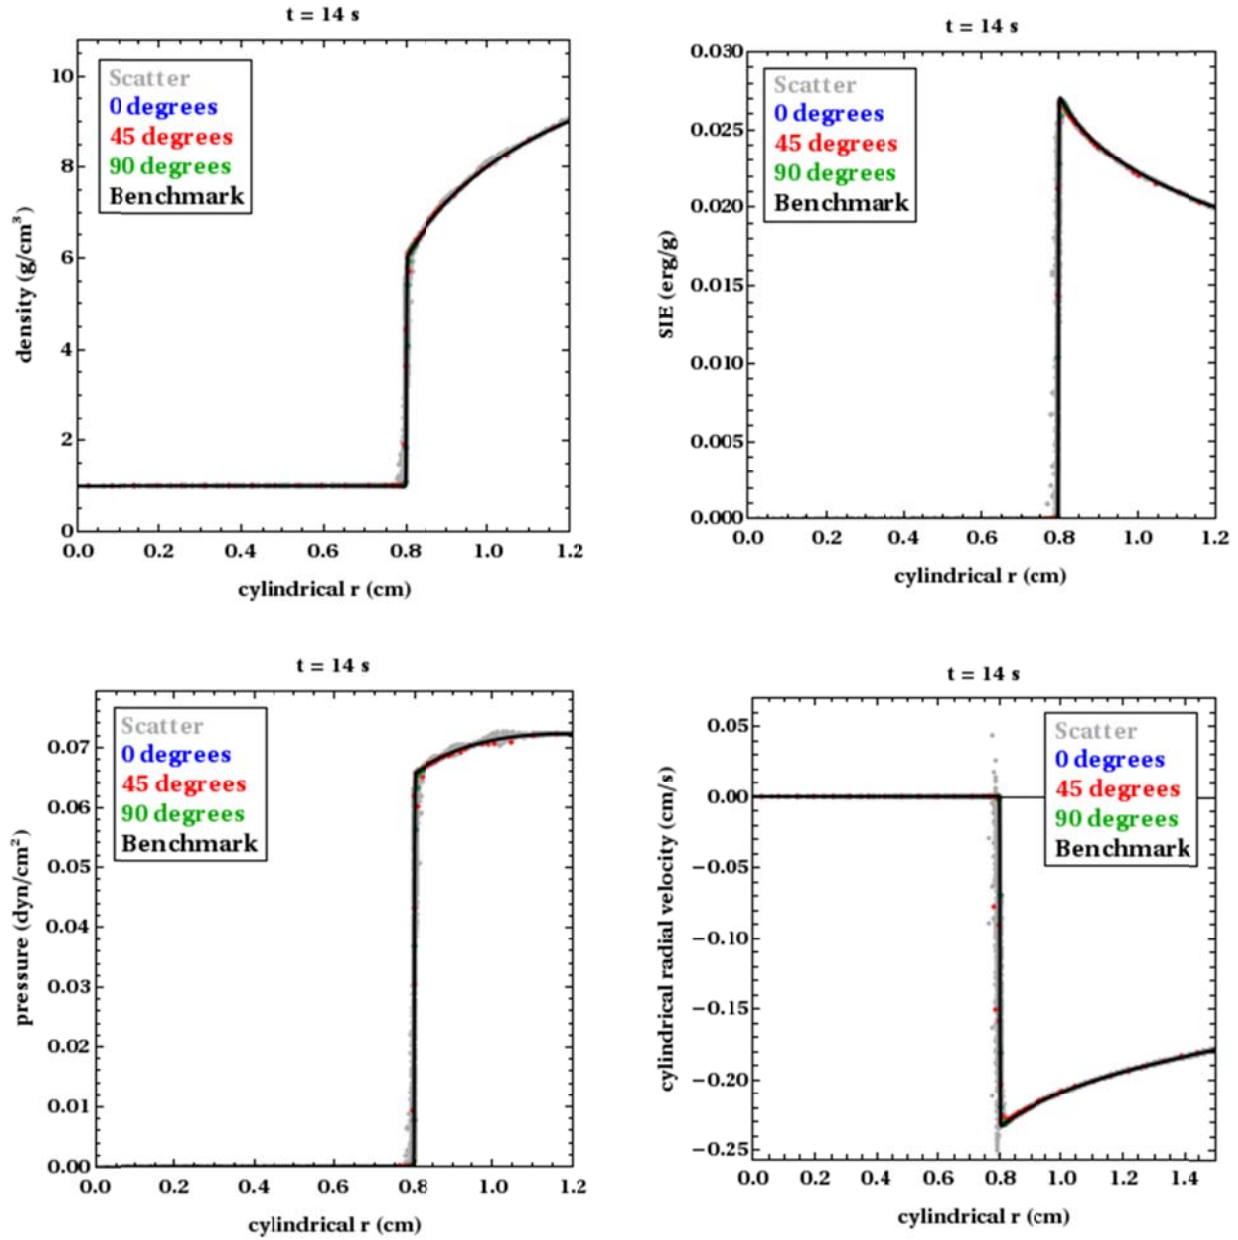 t = 14 s
10
8
6
4
2
0
density (g/cm³)
Scatter
0 degrees
45 degrees
90 degrees
Benchmark
0.0 0.2 0.4 0.6 0.8 1.0 1.2
cylindrical r (cm)
t = 14 s
0.030
0.025
0.020
0.015
0.010
0.005
0.000
SIE (erg/g)
Scatter
0 degrees
45 degrees
90 degrees
Benchmark
0.0 0.2 0.4 0.6 0.8 1.0 1.2
cylindrical r (cm)
t = 14 s
0.07
0.06
0.05
0.04
0.03
0.02
0.01
0.00
pressure (dyn/cm²)
Scatter
0 degrees
45 degrees
90 degrees
Benchmark
0.0 0.2 0.4 0.6 0.8 1.0 1.2
cylindrical r (cm)
t = 14 s
0.05
0.00
−0.05
−0.10
−0.15
−0.20
−0.25
cylindrical radial velocity (cm/s)
Scatter
0 degrees
45 degrees
90 degrees
Benchmark
0.0 0.2 0.4 0.6 0.8 1.0 1.2 1.4
cylindrical r (cm)